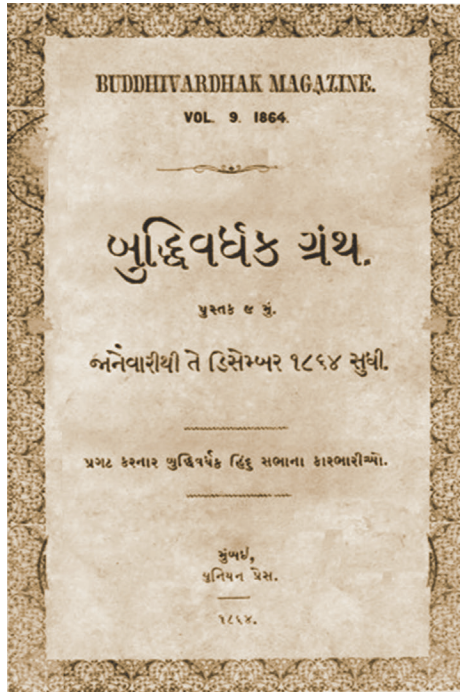 BUDDHIVARDHAK MAGAZINE.
VOL. 9. 1864.
બુદ્ધિવર્ધક ગ્રંથ.
પુસ્તક ૯ મું.
જાનેવારીથી તે ડિસેમ્બર ૧૮૬૪ સુધી.
પ્રગટ કરનાર બુદ્ધિવર્ધક હિંદુ સભાના કારભારીઓ.
મુંબઈ,
યુનિયન પ્રેસ.
૧૮૬૪.